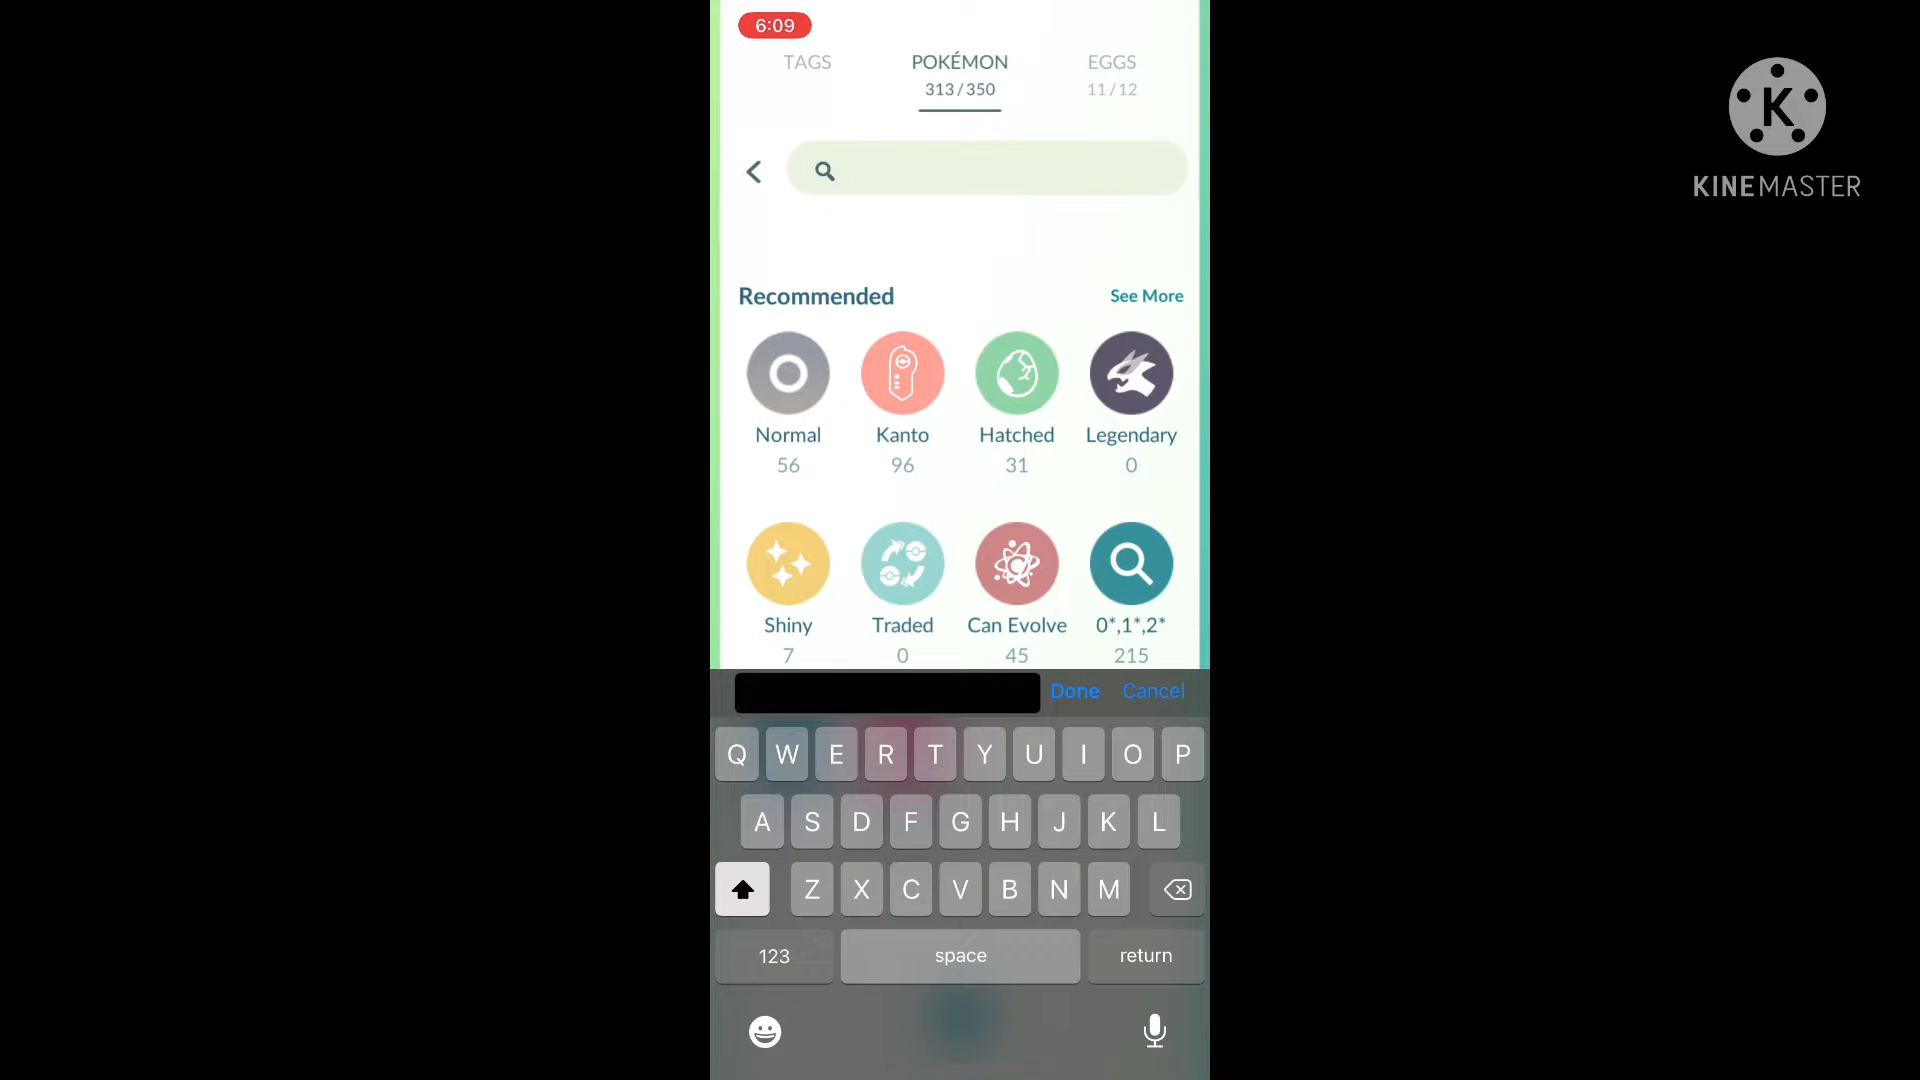 6:09
TAGS POKÉMON EGGS
313/350 11/12
K
KINEMASTER
Recommended See More
Normal Kanto Hatched Legendary
56 96 31 0
Shiny Traded Can Evolve 0*,1*,2*
7 0 45 215
Done Cancel
Q W E R T Y U I O P
A S D F G H J K L
Z X C V B N M
123 space return